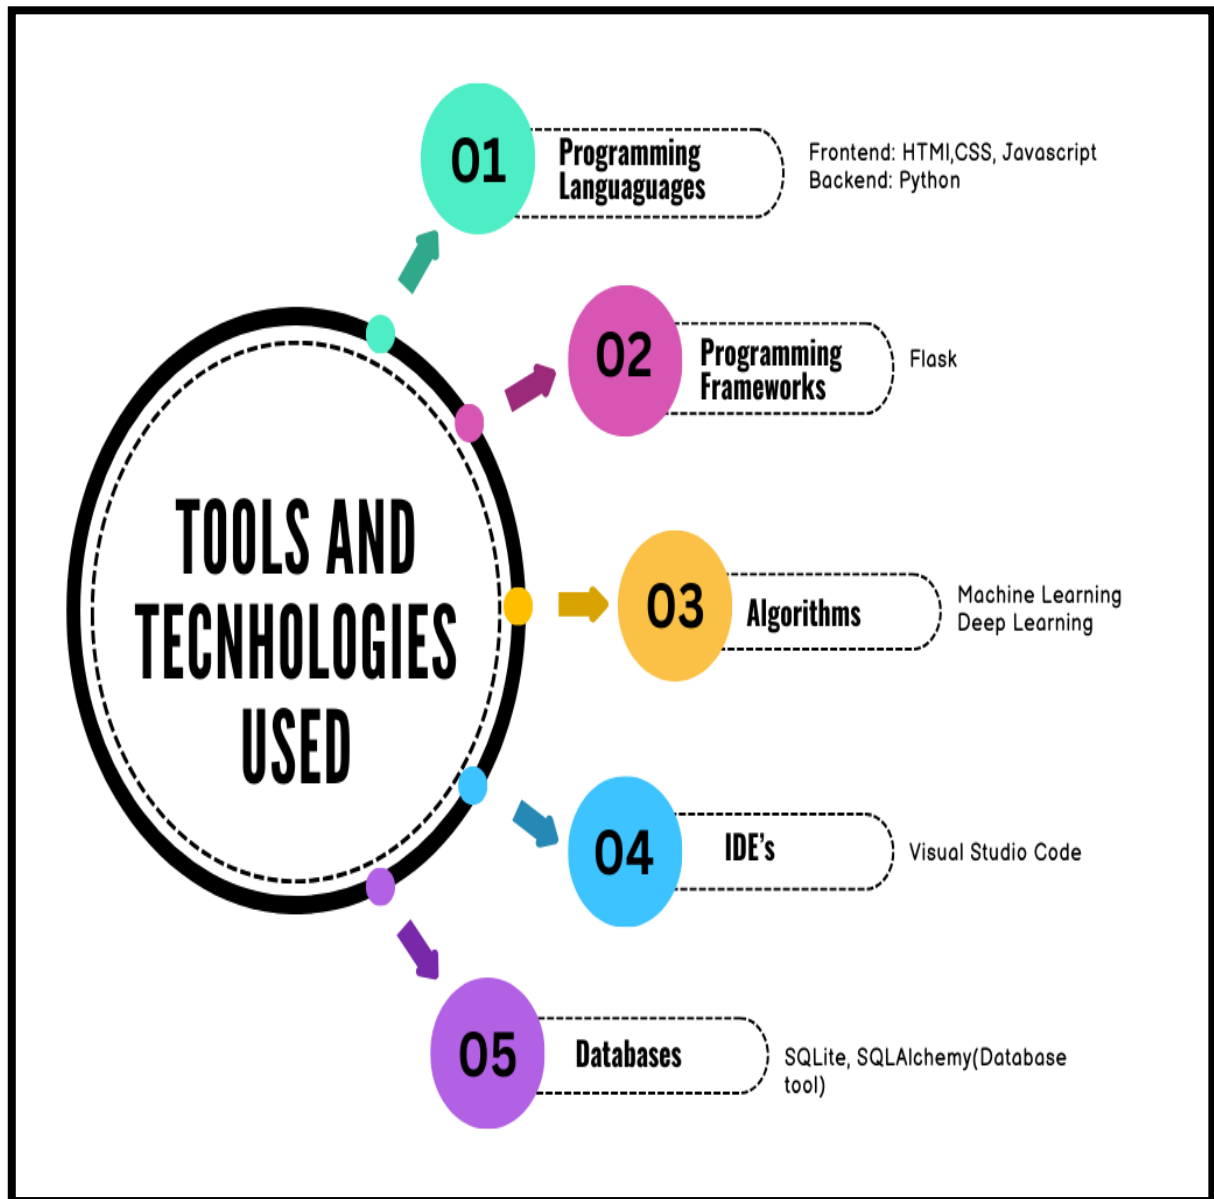 TOOLS AND
TECNHOLOGIES
USED
01
Programming
Languaguages
Frontend: HTMl,CSS, Javascript
Backend: Python
02
Programming
Frameworks
Flask
03
Algorithms
Machine Learning
Deep Learning
04
IDE's
Visual Studio Code
05
Databases
SQLite, SQLAlchemy(Database
tool)